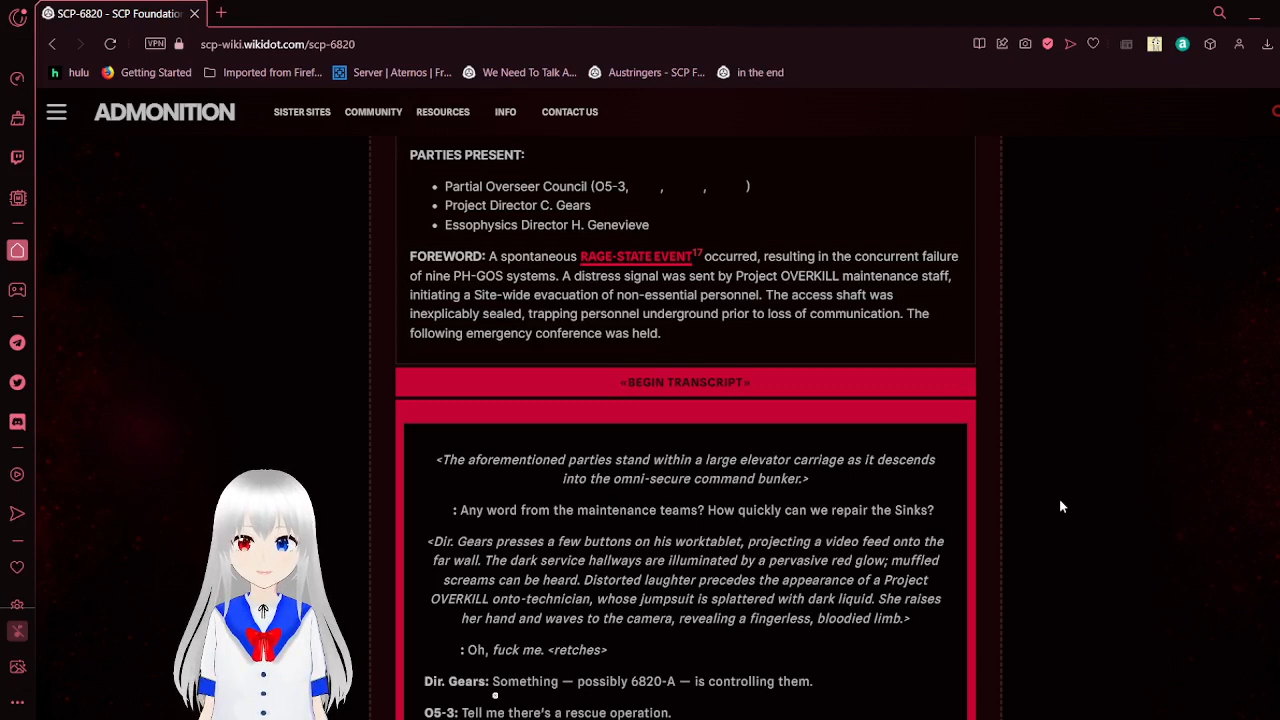 SCP-6820 - SCP Foundatio
VPN scp-wiki.wikidot.com/scp-6820
h hulu Getting Started Imported from Firef... Server | Aternos | Fr... We Need To Talk A... Austringers - SCP F... in the end
ADMONITION SISTER SITES COMMUNITY RESOURCES INFO CONTACT US
PARTIES PRESENT:
• Partial Overseer Council (O5-3, , , )
• Project Director C. Gears
• Essophysics Director H. Genevieve
FOREWORD: A spontaneous RAGE-STATE EVENT17 occurred, resulting in the concurrent failure
of nine PH-GOS systems. A distress signal was sent by Project OVERKILL maintenance staff,
initiating a Site-wide evacuation of non-essential personnel. The access shaft was
inexplicably sealed, trapping personnel underground prior to loss of communication. The
following emergency conference was held.
«BEGIN TRANSCRIPT»
<The aforementioned parties stand within a large elevator carriage as it descends
into the omni-secure command bunker.>
: Any word from the maintenance teams? How quickly can we repair the Sinks?
<Dir. Gears presses a few buttons on his worktablet, projecting a video feed onto the
far wall. The dark service hallways are illuminated by a pervasive red glow; muffled
screams can be heard. Distorted laughter precedes the appearance of a Project
OVERKILL onto-technician, whose jumpsuit is splattered with dark liquid. She raises
her hand and waves to the camera, revealing a fingerless, bloodied limb.>
: Oh, fuck me. <retches>
Dir. Gears: Something — possibly 6820-A — is controlling them.
O5-3: Tell me there's a rescue operation.